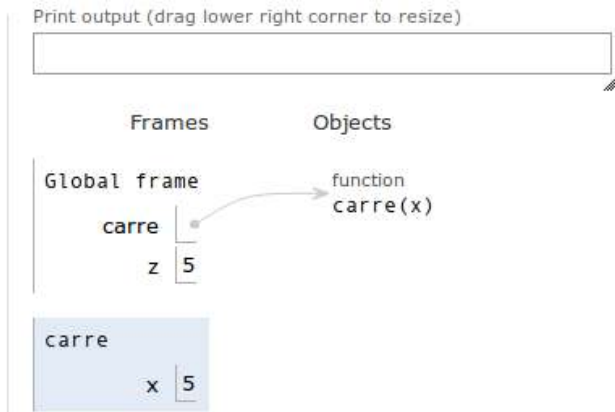 Print output (drag lower right corner to resize)
Frames Objects
Global frame
function
carre(x)
carre
z 5
carre
x 5